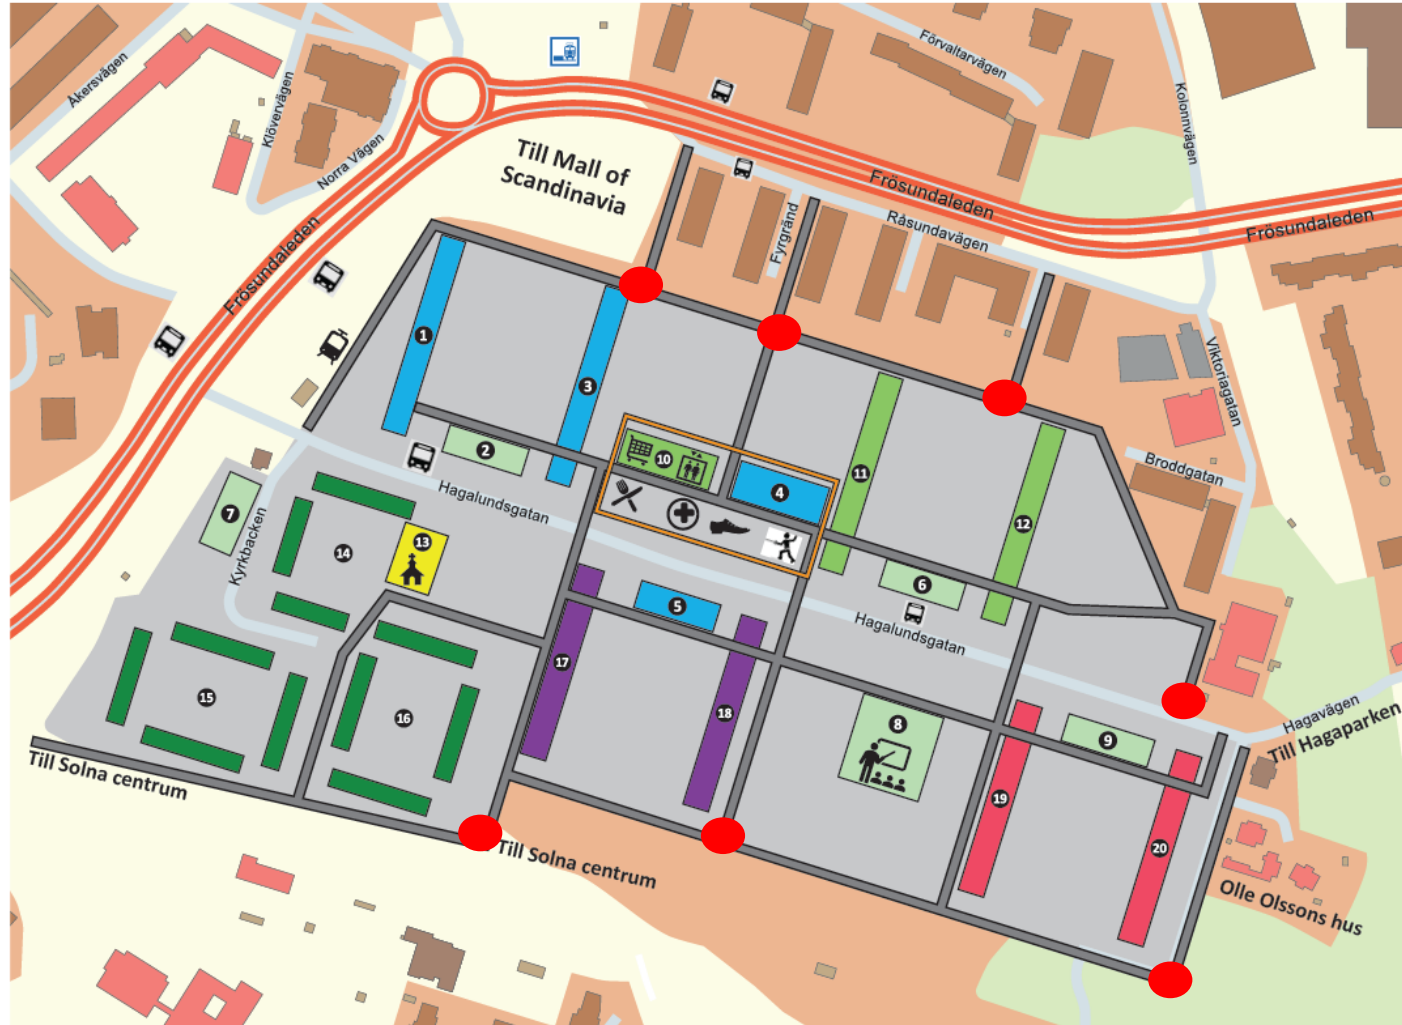 Åkersvägen
Klövervägen
Norra Vägen
Förvaltarvägen
Kolonnvägen
Till Mall of
Scandinavia
Frösundaleden
Råsundavägen
Fyrgränd
Frösundaleden
Frösundaleden
Viktoriagatan
Broddgatan
1
3
2
10
4
11
12
7
Kyrkbacken
14
13
Hagalundsgatan
5
6
Hagalundsgatan
15
16
17
18
8
9
19
20
Hagavägen
Till Hagaparken
Till Solna centrum
Till Solna centrum
Olle Olssons hus